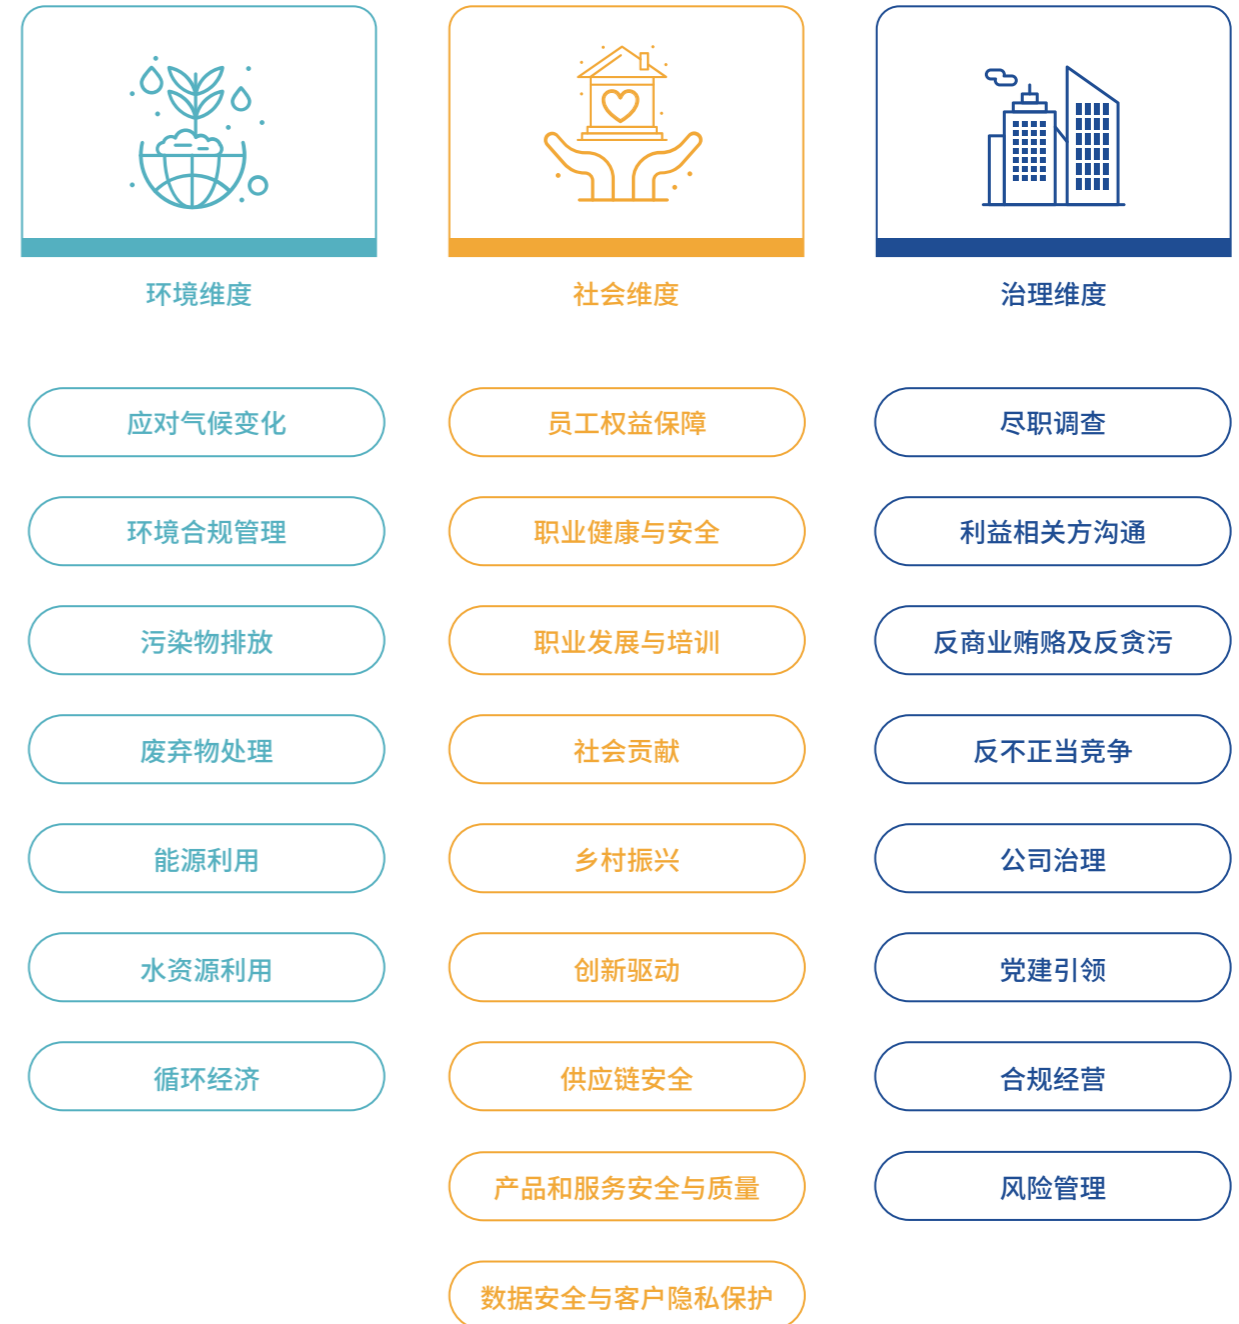 环境维度
社会维度
治理维度
应对气候变化
员工权益保障
尽职调查
环境合规管理
职业健康与安全
利益相关方沟通
污染物排放
职业发展与培训
反商业贿赂及反贪污
废弃物处理
社会贡献
反不正当竞争
能源利用
乡村振兴
公司治理
水资源利用
创新驱动
党建引领
循环经济
供应链安全
合规经营
产品和服务安全与质量
风险管理
数据安全与客户隐私保护